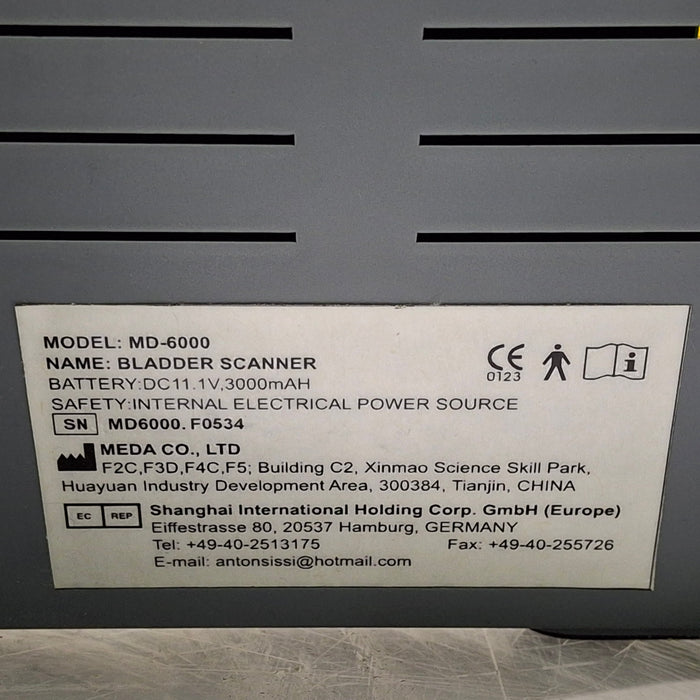 MODEL: MD-6000
NAME: BLADDER SCANNER
BATTERY:DC11.1V,3000mAH
SAFETY:INTERNAL ELECTRICAL POWER SOURCE
SN MD6000.F0534
MEDA CO., LTD
F2C,F3D,F4C,F5; Building C2, Xinmao Science Skill Park,
Huayuan Industry Development Area, 300384, Tianjin, CHINA
EC REP Shanghai International Holding Corp. GmbH (Europe)
Eiffestrasse 80, 20537 Hamburg, GERMANY
Tel: +49-40-2513175 Fax: +49-40-255726
E-mail: antonsissi@hotmail.com
CE
0123
i